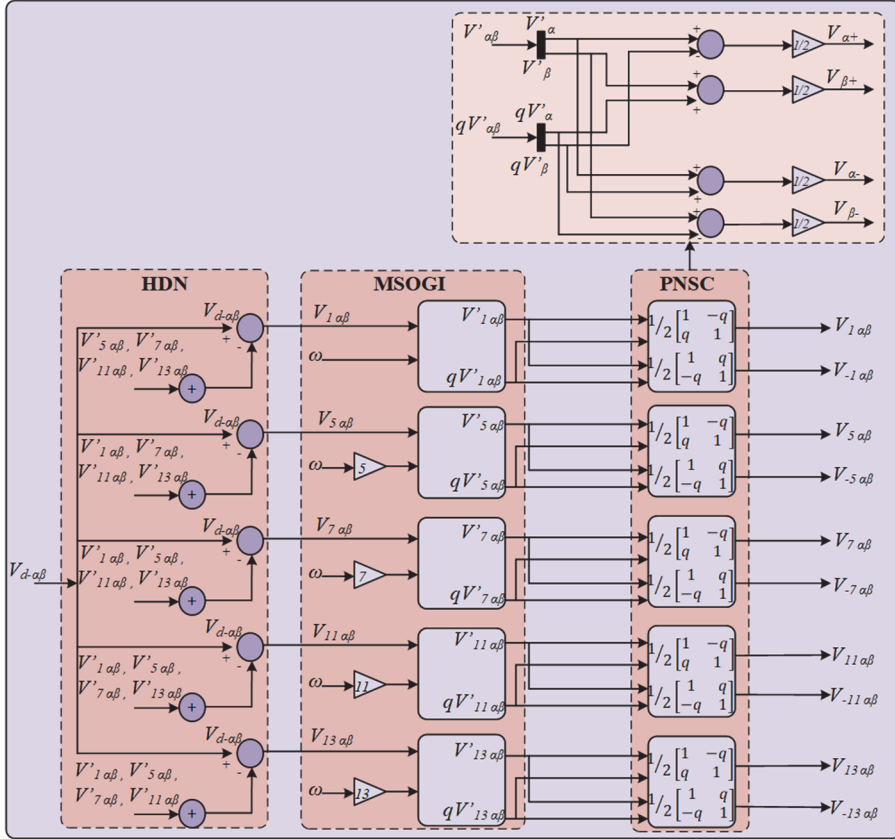 V'α
V'αβ
V'β
+
-
1/2
Vα+
+
+
1/2
Vβ+
qV'α
qV'αβ
qV'β
+
+
1/2
Vα-
+
-
1/2
Vβ-
HDN
MSOGI
PNSC
Vd-αβ
+
-
V'5 αβ , V'7 αβ ,
V'11 αβ , V'13 αβ
+
V1 αβ
ω
V'1 αβ
qV'1 αβ
1/2 [1 -q
q 1]
1/2 [1 q
-q 1]
V1 αβ
V-1 αβ
Vd-αβ
+
-
V'1 αβ , V'7 αβ ,
V'11 αβ , V'13 αβ
+
V5 αβ
ω
5
V'5 αβ
qV'5 αβ
1/2 [1 -q
q 1]
1/2 [1 q
-q 1]
V5 αβ
V-5 αβ
Vd-αβ
Vd-αβ
+
-
V'1 αβ , V'5 αβ ,
V'11 αβ , V'13 αβ
+
V7 αβ
ω
7
V'7 αβ
qV'7 αβ
1/2 [1 -q
q 1]
1/2 [1 q
-q 1]
V7 αβ
V-7 αβ
Vd-αβ
+
-
V'1 αβ , V'5 αβ ,
V'7 αβ , V'13 αβ
+
V11 αβ
ω
11
V'11 αβ
qV'11 αβ
1/2 [1 -q
q 1]
1/2 [1 q
-q 1]
V11 αβ
V-11 αβ
Vd-αβ
+
-
V'1 αβ , V'5 αβ ,
V'7 αβ , V'11 αβ
+
V13 αβ
ω
13
V'13 αβ
qV'13 αβ
1/2 [1 -q
q 1]
1/2 [1 q
-q 1]
V13 αβ
V-13 αβ